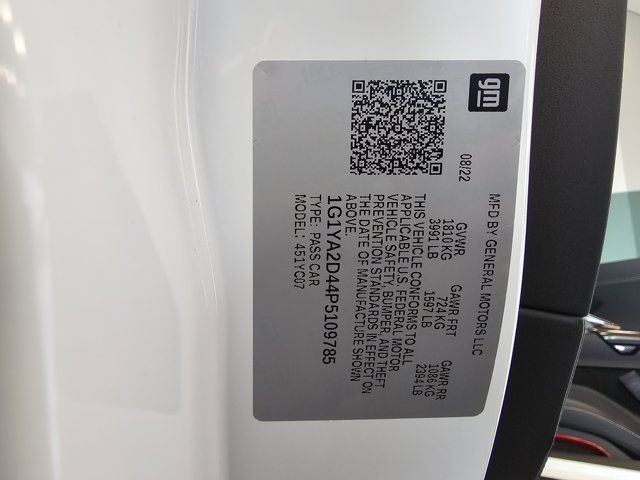 gm
08/22
MFD BY GENERAL MOTORS LLC
GVWR GAWR FRT GAWR RR
1810 KG 724 KG 1086 KG
3991 LB 1597 LB 2394 LB
THIS VEHICLE CONFORMS TO ALL
APPLICABLE U.S. FEDERAL MOTOR
VEHICLE SAFETY, BUMPER, AND THEFT
PREVENTION STANDARDS IN EFFECT ON
THE DATE OF MANUFACTURE SHOWN
ABOVE.
1G1YA2D44P5109785
TYPE: PASS CAR
MODEL: 451YC07